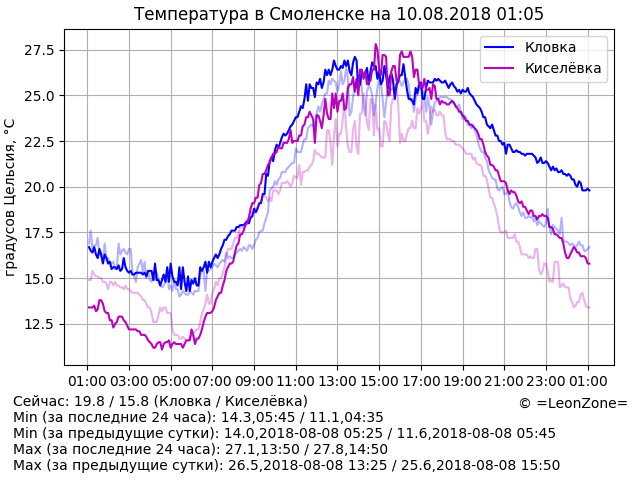 Температура в Смоленске на 10.08.2018 01:05
27.5
25.0
22.5
20.0
17.5
15.0
12.5
градусов Цельсия, °C
Кловка
Киселёвка
01:00 03:00 05:00 07:00 09:00 11:00 13:00 15:00 17:00 19:00 21:00 23:00 01:00
Сейчас: 19.8 / 15.8 (Кловка / Киселёвка)
© =LeonZone=
Min (за последние 24 часа): 14.3,05:45 / 11.1,04:35
Min (за предыдущие сутки): 14.0,2018-08-08 05:25 / 11.6,2018-08-08 05:45
Max (за последние 24 часа): 27.1,13:50 / 27.8,14:50
Max (за предыдущие сутки): 26.5,2018-08-08 13:25 / 25.6,2018-08-08 15:50